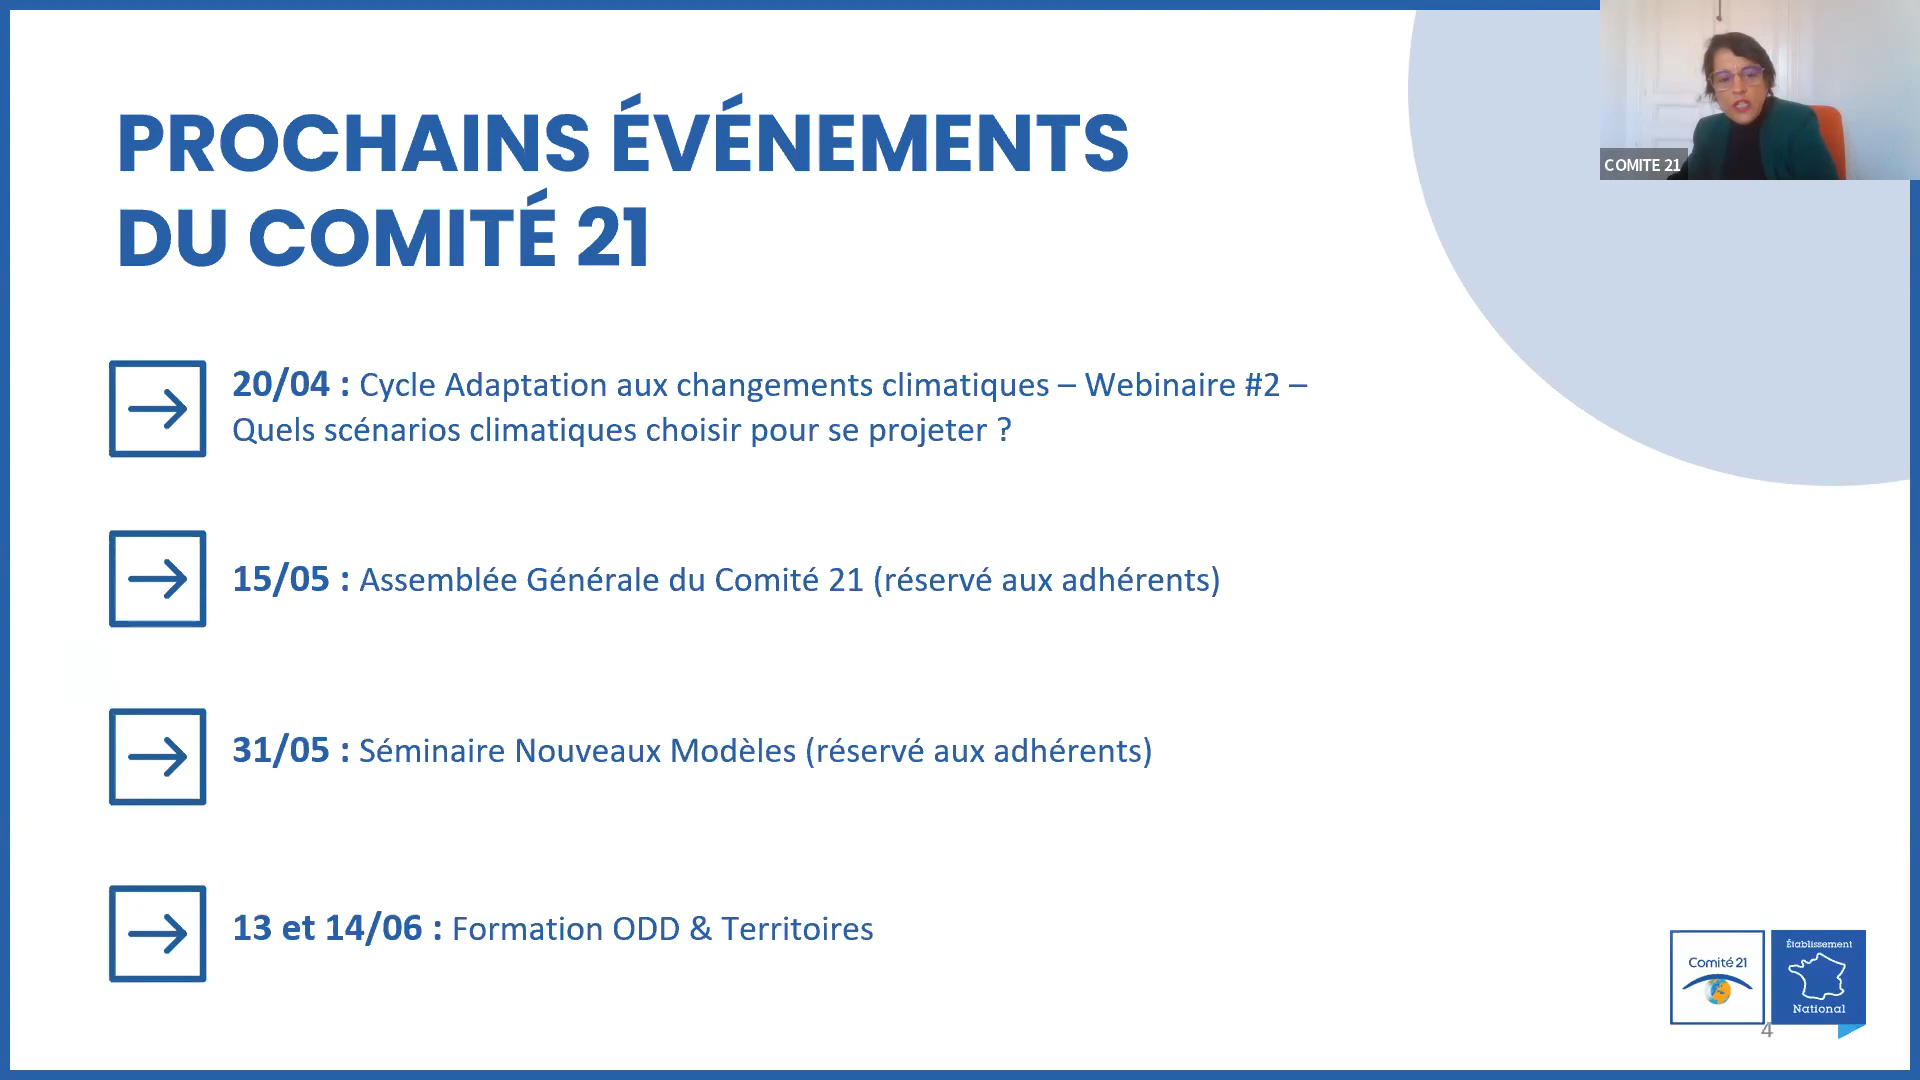 COMITE 21
PROCHAINS ÉVÉNEMENTS
DU COMITÉ 21
20/04 : Cycle Adaptation aux changements climatiques – Webinaire #2 –
Quels scénarios climatiques choisir pour se projeter ?
15/05 : Assemblée Générale du Comité 21 (réservé aux adhérents)
31/05 : Séminaire Nouveaux Modèles (réservé aux adhérents)
13 et 14/06 : Formation ODD & Territoires
Comité 21
Établissement
National
4